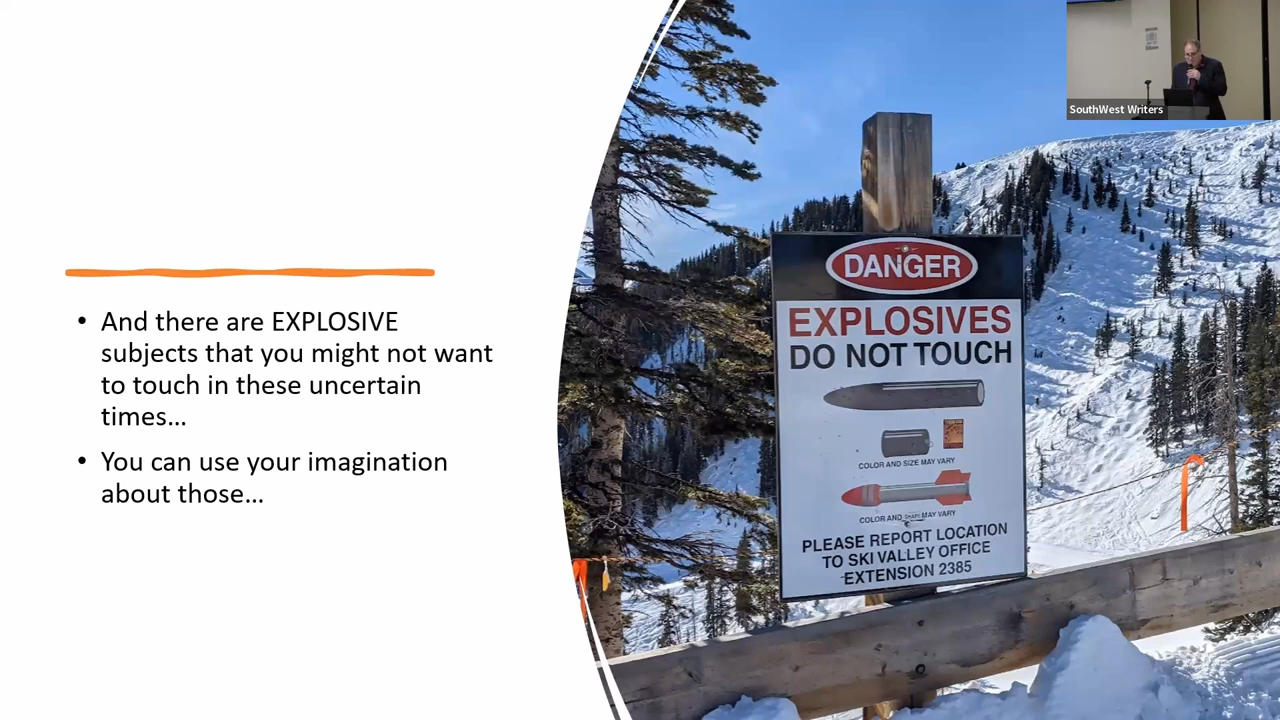 SouthWest Writers
• And there are EXPLOSIVE
subjects that you might not want
to touch in these uncertain
times...
• You can use your imagination
about those...
DANGER
EXPLOSIVES
DO NOT TOUCH
COLOR AND SIZE MAY VARY
COLOR AND SHAPE MAY VARY
PLEASE REPORT LOCATION
TO SKI VALLEY OFFICE
EXTENSION 2385